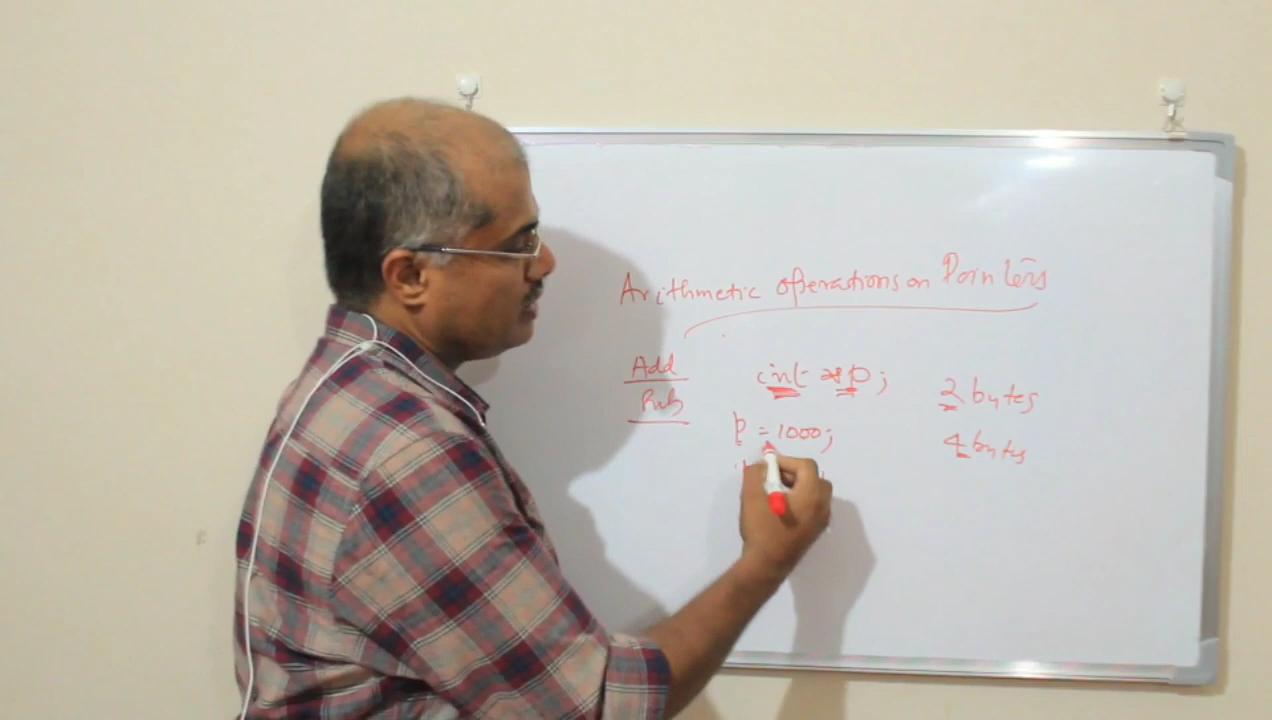 Arithmetic operations on Pointers
Add
Sub
int *p;
2 bytes
p = 1000;
4 bytes